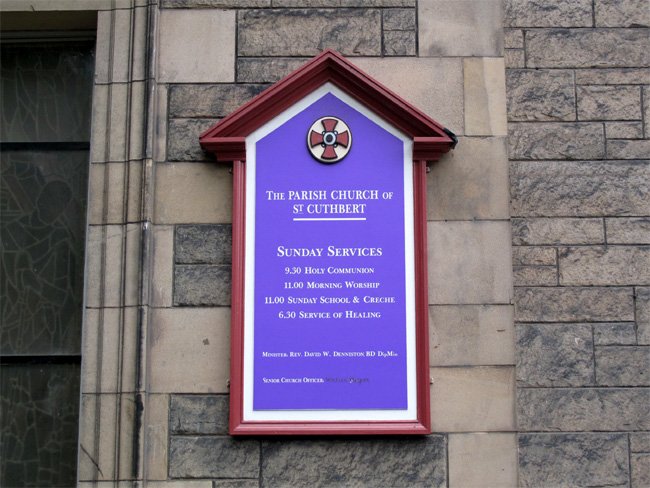 THE PARISH CHURCH OF
ST CUTHBERT
SUNDAY SERVICES
9.30 HOLY COMMUNION
11.00 MORNING WORSHIP
11.00 SUNDAY SCHOOL & CRECHE
6.30 SERVICE OF HEALING
MINISTER. REV. DAVID W. DENNISTON BD DipMin
SENIOR CHURCH OFFICER.